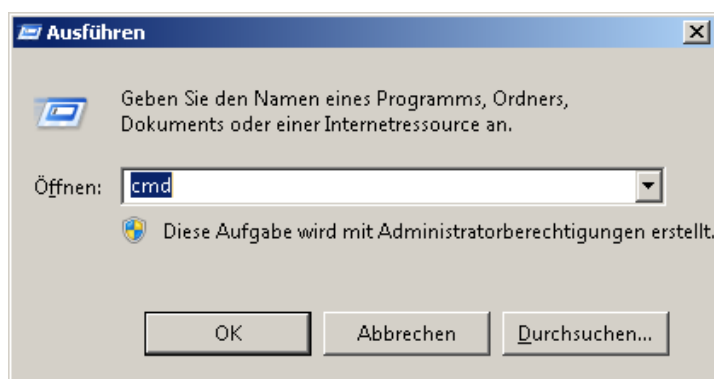 Ausführen
Geben Sie den Namen eines Programms, Ordners,
Dokuments oder einer Internetressource an.
Öffnen: cmd
Diese Aufgabe wird mit Administratorberechtigungen erstellt.
OK Abbrechen Durchsuchen...